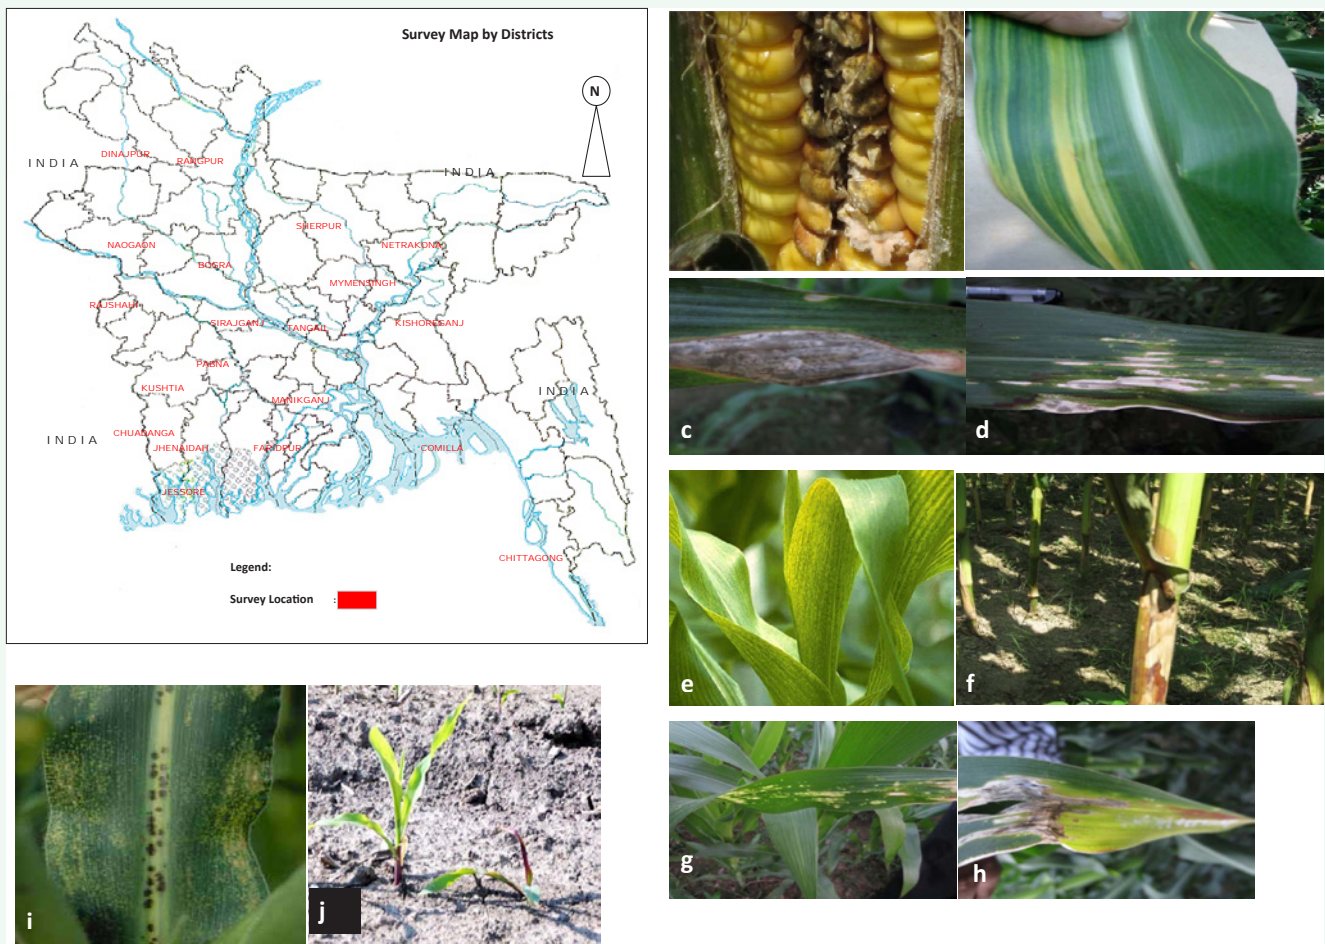 Survey Map by Districts
N
INDIA
DINAJPUR
RANGPUR
INDIA
SHERPUR
NAOGAON
NETRAKONA
BOGRA
MYMENSINGH
RAJSHAHI
SIRAJGANJ
TANGAIL
KISHOREGANJ
PABNA
KUSHTIA
MANIKGANJ
INDIA
CHUADANGA
INDIA
JHENAIDAH
FARIDPUR
COMILLA
JESSORE
CHITTAGONG
Legend:
Survey Location :
c
d
e
f
g
h
i
j